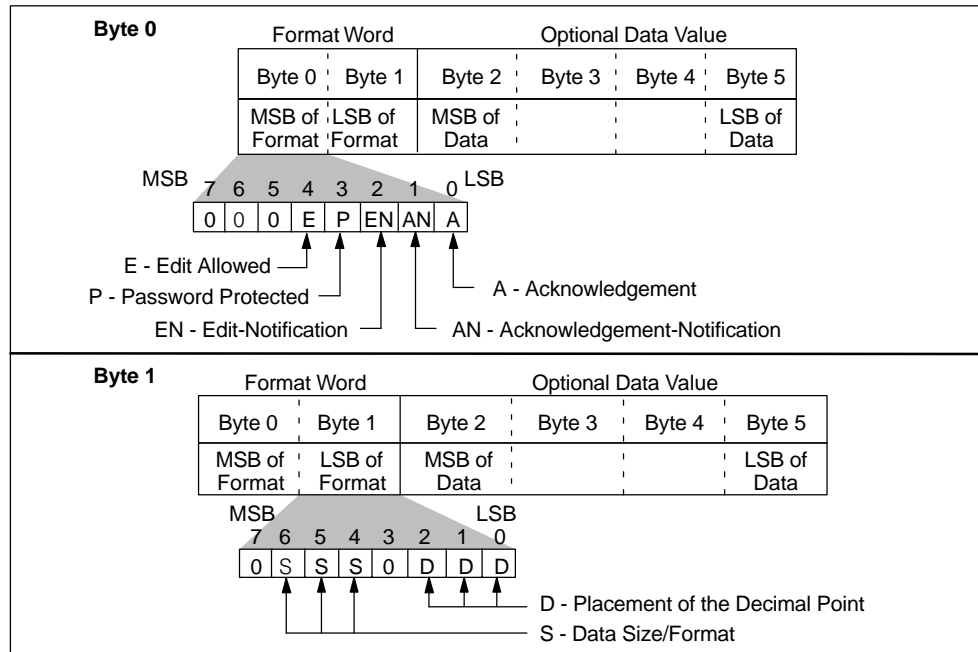 Byte 0
Format Word Optional Data Value
Byte 0 Byte 1 Byte 2 Byte 3 Byte 4 Byte 5
MSB of Format LSB of Format MSB of Data LSB of Data
MSB 7 6 5 4 3 2 1 0 LSB
0 0 0 E P EN AN A
E - Edit Allowed
P - Password Protected
A - Acknowledgement
EN - Edit-Notification
AN - Acknowledgement-Notification
Byte 1
Format Word Optional Data Value
Byte 0 Byte 1 Byte 2 Byte 3 Byte 4 Byte 5
MSB of Format LSB of Format MSB of Data LSB of Data
MSB LSB
7 6 5 4 3 2 1 0
0 S S S 0 D D D
D - Placement of the Decimal Point
S - Data Size/Format